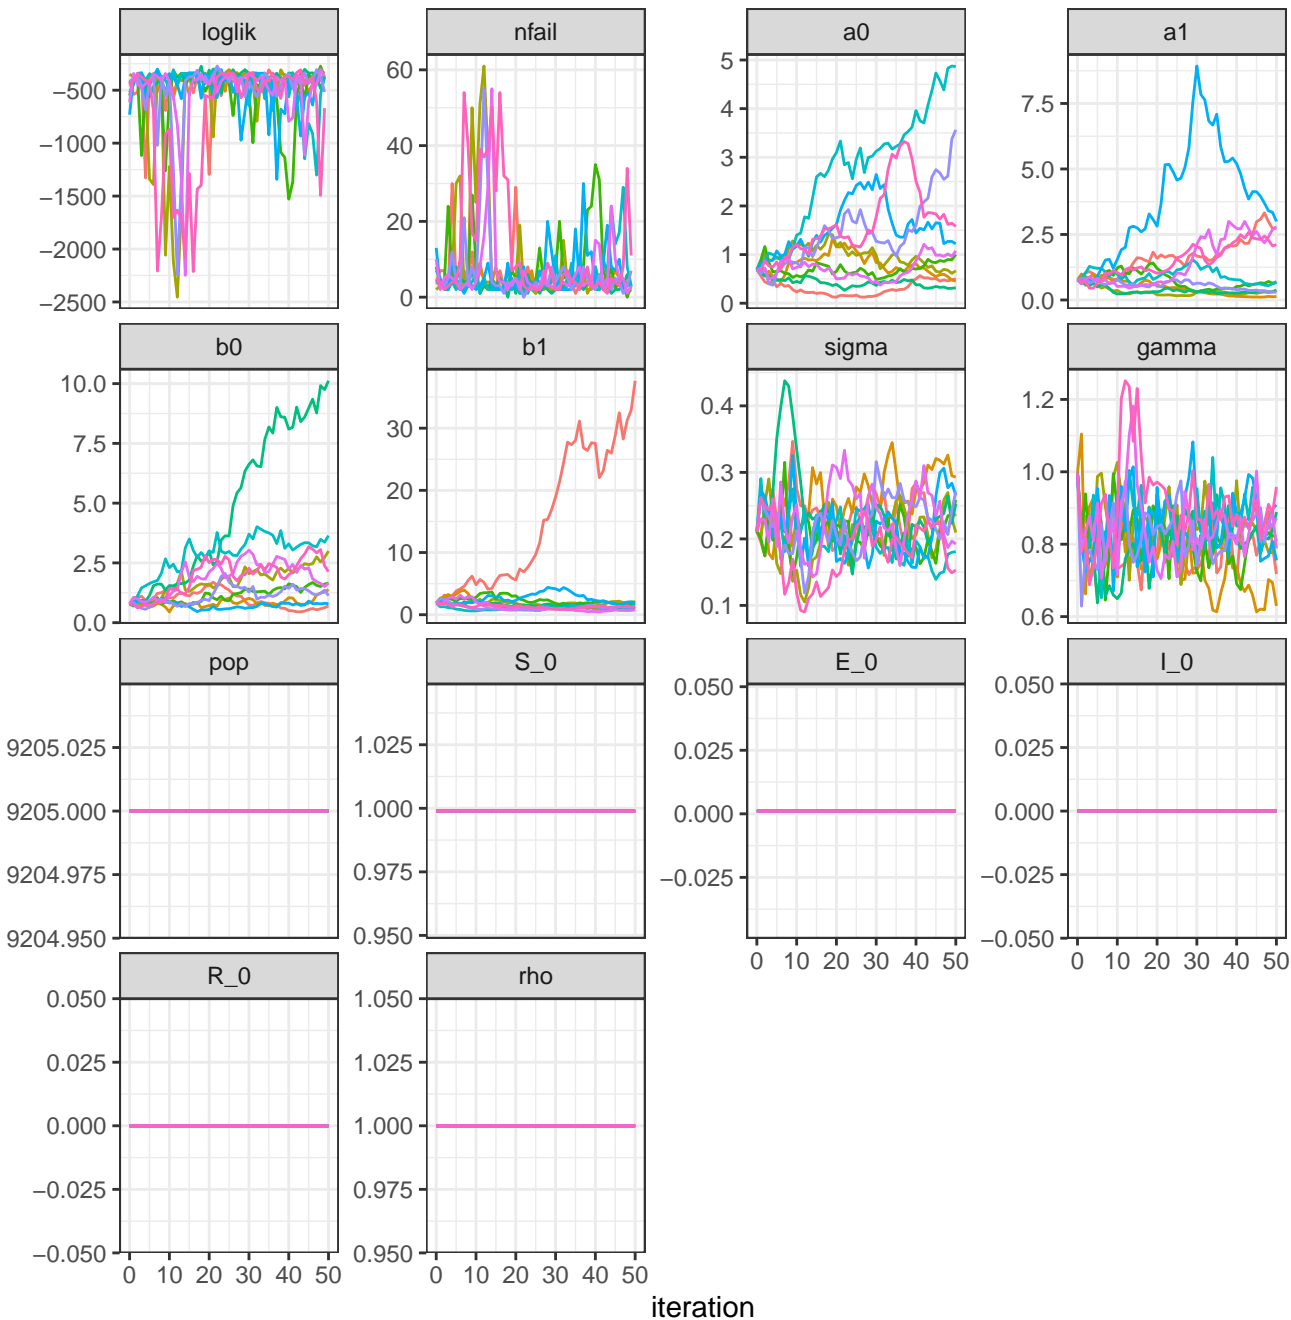 loglik nfail a0 a1
−500 60 5 7.5
−1000 40 4 5.0
−1500 20 3 2.5
−2000 0 2 0.0
−2500 1
0
b0 b1 sigma gamma
10.0 30 0.4 1.2
7.5 20 0.3 1.0
5.0 10 0.2 0.8
2.5 0 0.1 0.6
0.0
pop S_0 E_0 I_0
9205.025 1.025 0.050 0.050
9205.000 1.000 0.025 0.025
9204.975 0.975 0.000 0.000
9204.950 0.950 −0.025 −0.025
−0.050
0 10 20 30 40 50 0 10 20 30 40 50
R_0 rho
0.050 1.050
0.025 1.025
0.000 1.000
−0.025 0.975
−0.050 0.950
0 10 20 30 40 50 0 10 20 30 40 50
iteration